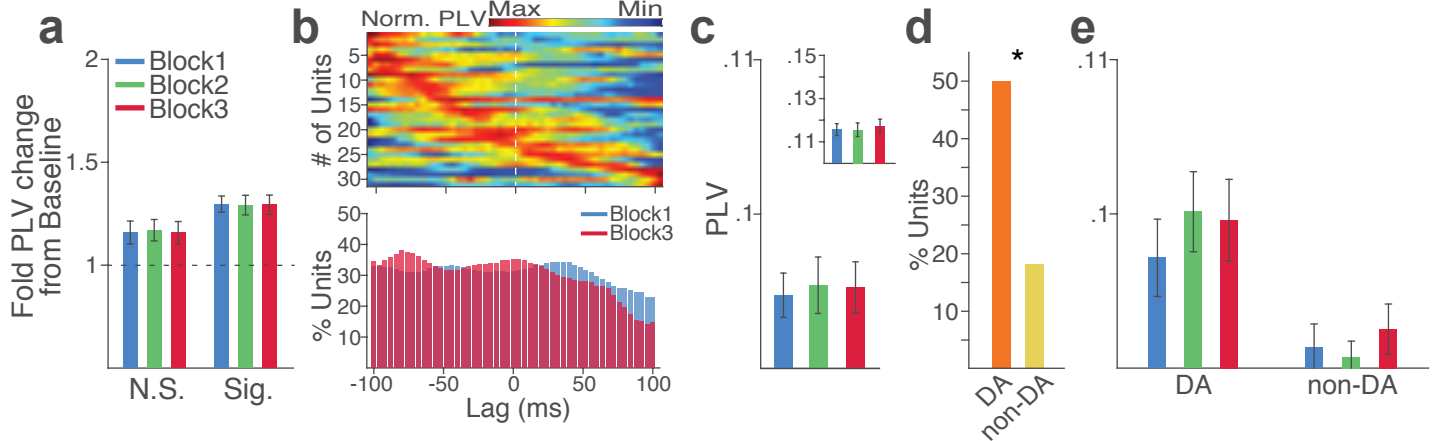 a
Block1
Block2
Block3
Fold PLV change
from Baseline
2
1.5
1
N.S.
Sig.
b
Norm. PLV
Max
Min
# of Units
5
10
15
20
25
30
% Units
50
40
30
20
10
Block1
Block3
-100
-50
0
50
100
Lag (ms)
c
PLV
.11
.1
.15
.13
.11
d
*
% Units
50
40
30
20
10
DA
non-DA
e
.11
.1
DA
non-DA